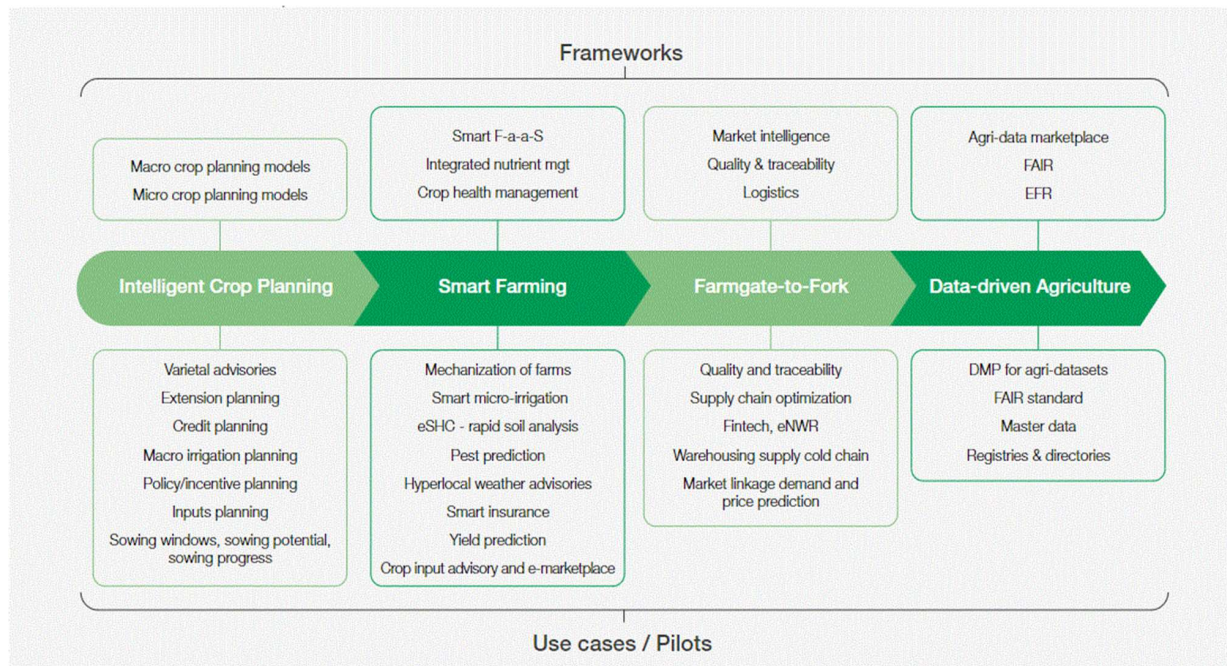 Frameworks
Macro crop planning models
Micro crop planning models
Smart F-a-a-S
Integrated nutrient mgt
Crop health management
Market intelligence
Quality & traceability
Logistics
Agri-data marketplace
FAIR
EFR
Intelligent Crop Planning
Smart Farming
Farmgate-to-Fork
Data-driven Agriculture
Varietal advisories
Extension planning
Credit planning
Macro irrigation planning
Policy/incentive planning
Inputs planning
Sowing windows, sowing potential,
sowing progress
Mechanization of farms
Smart micro-irrigation
eSHC - rapid soil analysis
Pest prediction
Hyperlocal weather advisories
Smart insurance
Yield prediction
Crop input advisory and e-marketplace
Quality and traceability
Supply chain optimization
Fintech, eNWR
Warehousing supply cold chain
Market linkage demand and
price prediction
DMP for agri-datasets
FAIR standard
Master data
Registries & directories
Use cases / Pilots